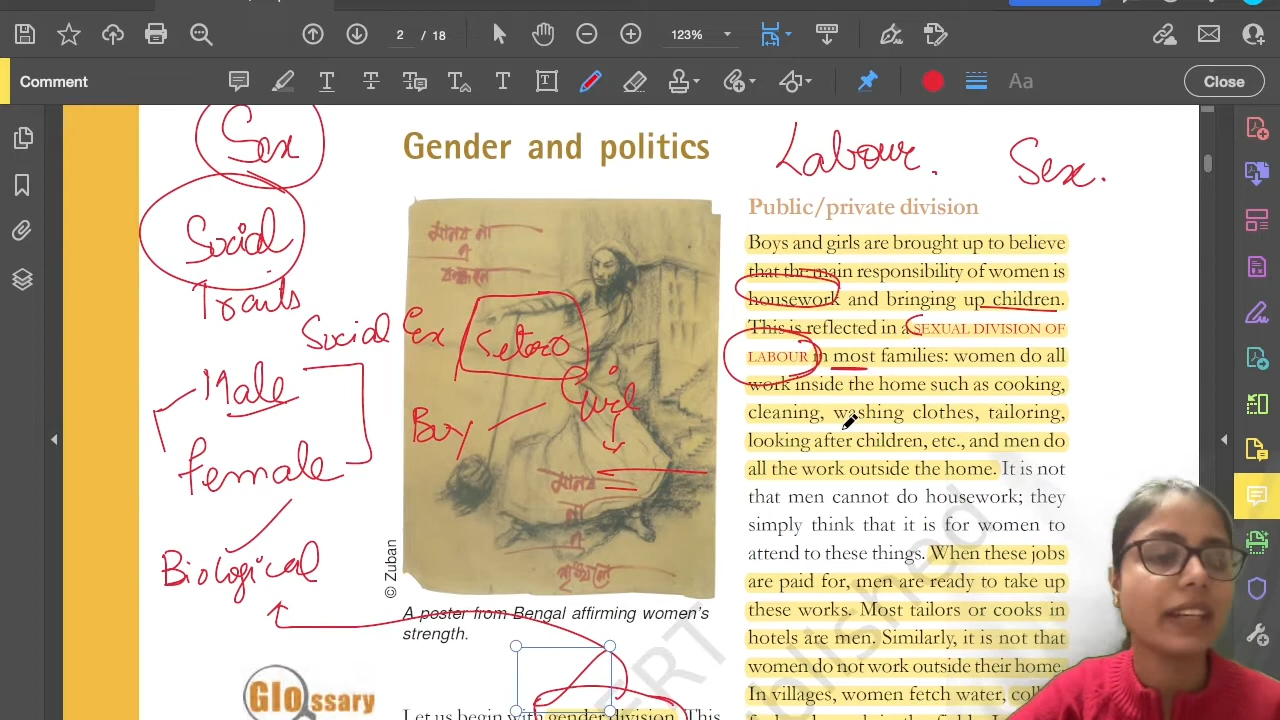 2 / 18
123%
Aa
Comment
Close
Sex
Social
Traits
Social Sex
Male
Female
Biological
Boy
Girl
Labour.
Sex.
Gender and politics
মানব না
এ
মানব
না
এ
© Zuban
A poster from Bengal affirming women's
strength.
Glossary
Let us begin with gender division. This
Public/private division
Boys and girls are brought up to believe
that the main responsibility of women is
housework and bringing up children.
This is reflected in a SEXUAL DIVISION OF
LABOUR in most families: women do all
work inside the home such as cooking,
cleaning, washing clothes, tailoring,
looking after children, etc., and men do
all the work outside the home. It is not
that men cannot do housework; they
simply think that it is for women to
attend to these things. When these jobs
are paid for, men are ready to take up
these works. Most tailors or cooks in
hotels are men. Similarly, it is not that
women do not work outside their home.
In villages, women fetch water,